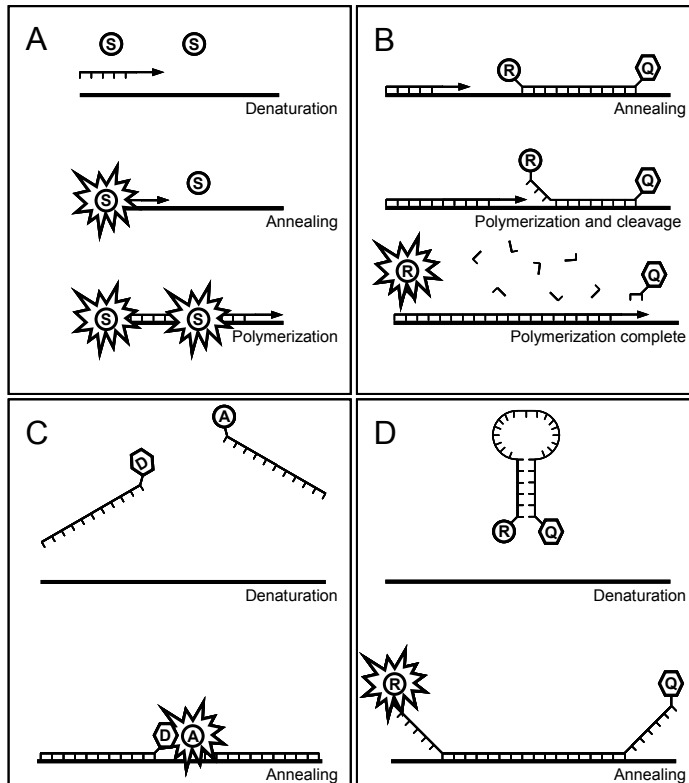 A
S S
Denaturation
S
S
Annealing
S S
Polymerization
B
R Q
Annealing
R
Q
Polymerization and cleavage
R
Q
Polymerization complete
C
A
D
Denaturation
D A
Annealing
D
R Q
Denaturation
R Q
Annealing